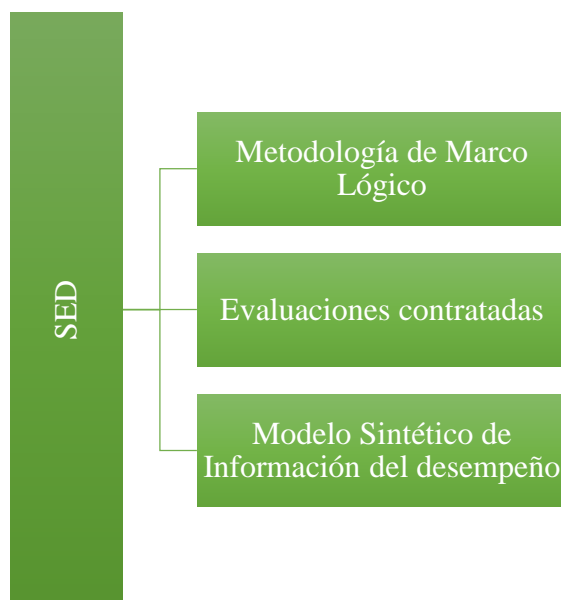 SED
Metodología de Marco
Lógico
Evaluaciones contratadas
Modelo Sintético de
Información del desempeño